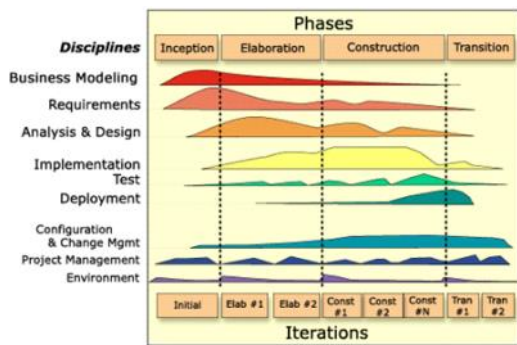 Phases
Disciplines
Inception
Elaboration
Construction
Transition
Business Modeling
Requirements
Analysis & Design
Implementation
Test
Deployment
Configuration
& Change Mgmt
Project Management
Environment
Initial
Elab #1
Elab #2
Const
#1
Const
#2
Const
#N
Tran
#1
Tran
#2
Iterations